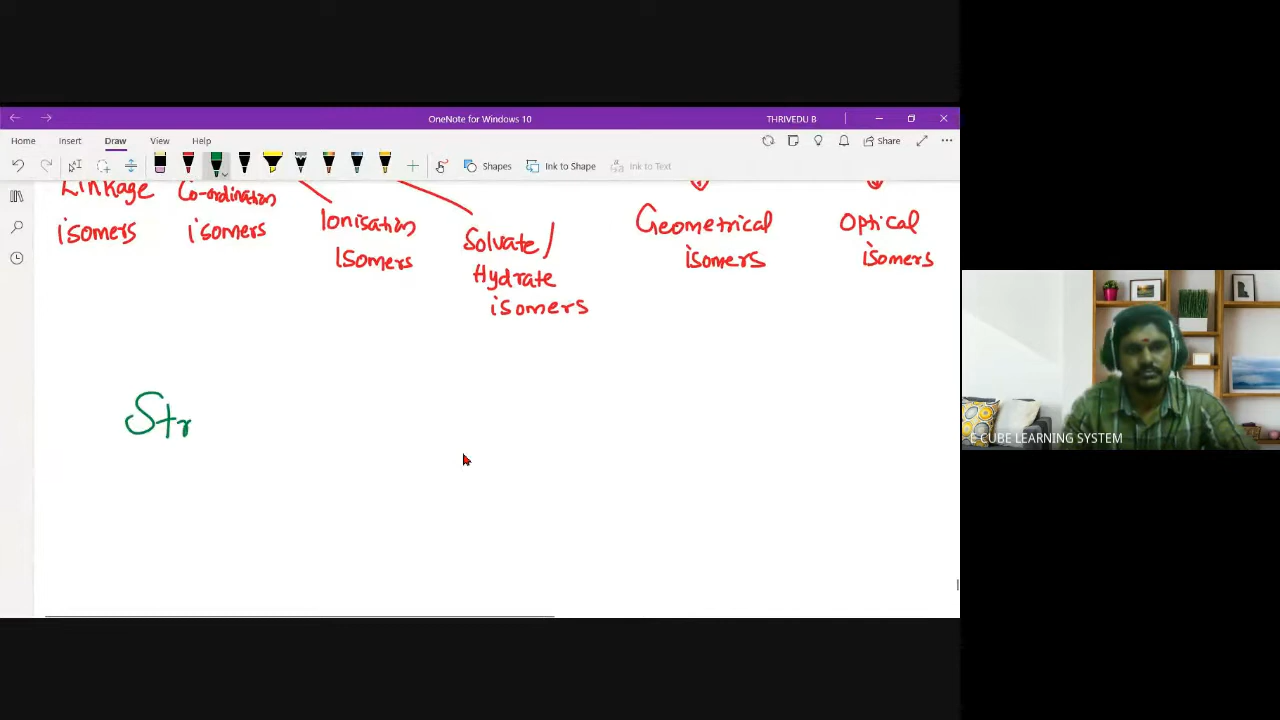 OneNote for Windows 10
THRIVEDU B
Home Insert Draw View Help
Share
Shapes Ink to Shape Ink to Text
Linkage
isomers
Co-ordination
isomers
Ionisation
Isomers
Solvate/
Hydrate
isomers
Geometrical
isomers
Optical
isomers
Str
E CUBE LEARNING SYSTEM